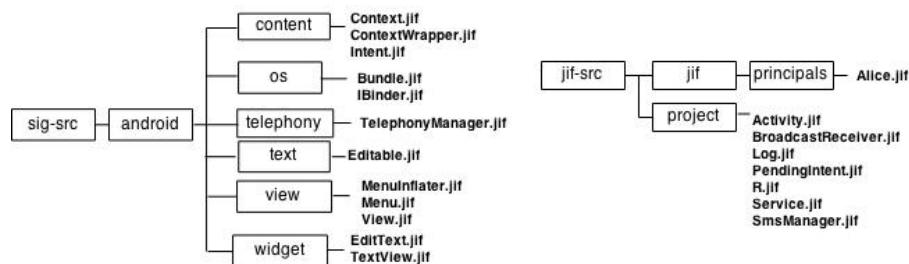 sig-src
android
content
Context.jif
ContextWrapper.jif
Intent.jif
os
Bundle.jif
IBinder.jif
telephony
TelephonyManager.jif
text
Editable.jif
view
MenuInflater.jif
Menu.jif
View.jif
widget
EditText.jif
TextView.jif
jif-src
jif
principals
Alice.jif
project
Activity.jif
BroadcastReceiver.jif
Log.jif
PendingIntent.jif
R.jif
Service.jif
SmsManager.jif